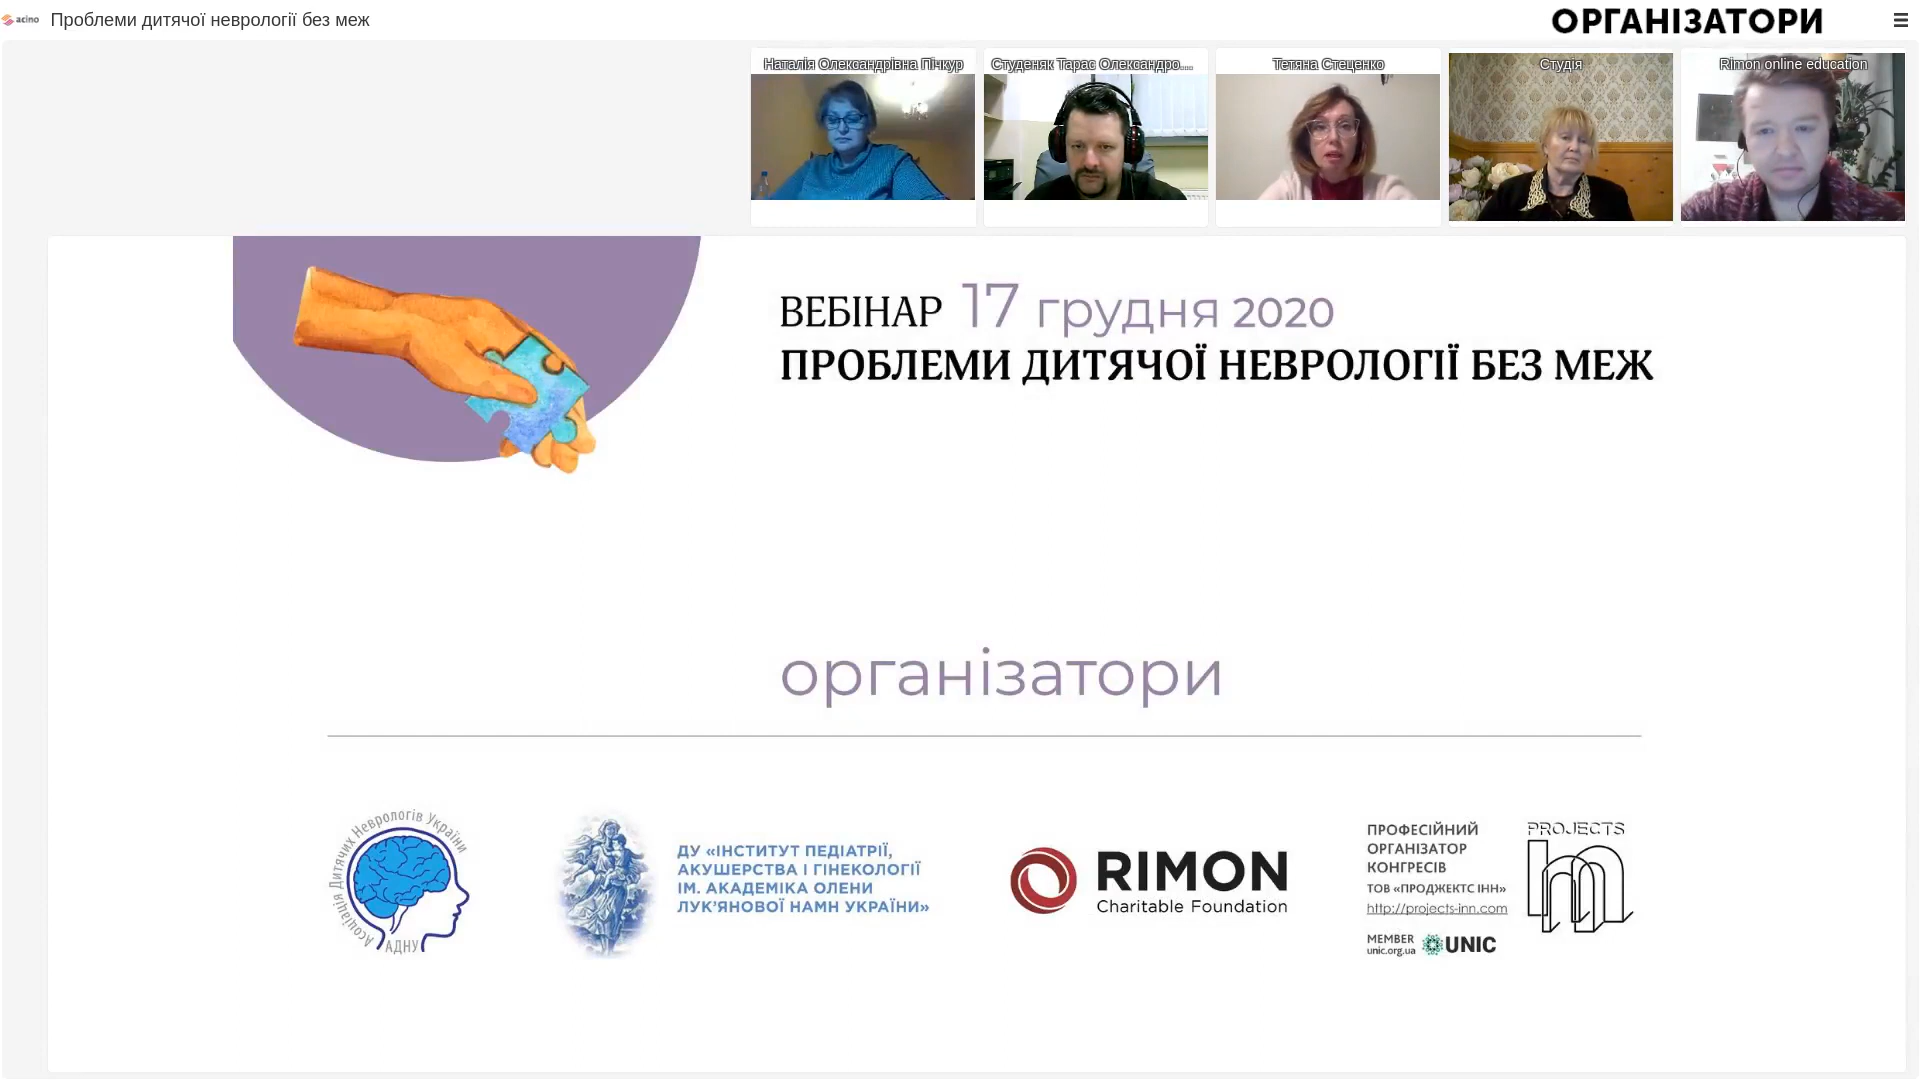 acino Проблеми дитячої неврології без меж
ОРГАНІЗАТОРИ
Наталія Олександрівна Пічкур
Студеняк Тарас Олександро....
Тетяна Стеценко
Студія
Rimon online education
ВЕБІНАР 17 грудня 2020
ПРОБЛЕМИ ДИТЯЧОЇ НЕВРОЛОГІЇ БЕЗ МЕЖ
організатори
Асоціація Дитячих Неврологів України
АДНУ
ДУ «ІНСТИТУТ ПЕДІАТРІЇ,
АКУШЕРСТВА І ГІНЕКОЛОГІЇ
ІМ. АКАДЕМІКА ОЛЕНИ
ЛУК’ЯНОВОЇ НАМН УКРАЇНИ»
RIMON
Charitable Foundation
ПРОФЕСІЙНИЙ
ОРГАНІЗАТОР
КОНГРЕСІВ
ТОВ «ПРОДЖЕКТС ІНН»
http://projects-inn.com
MEMBER
unic.org.ua
UNIC
PROJECTS
inn